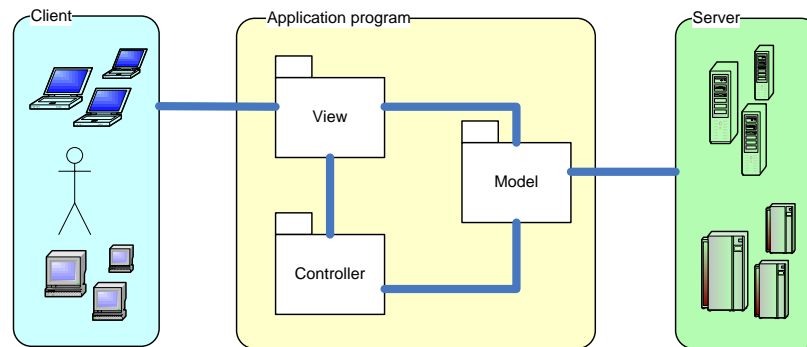 Client
Application program
Server
View
Model
Controller